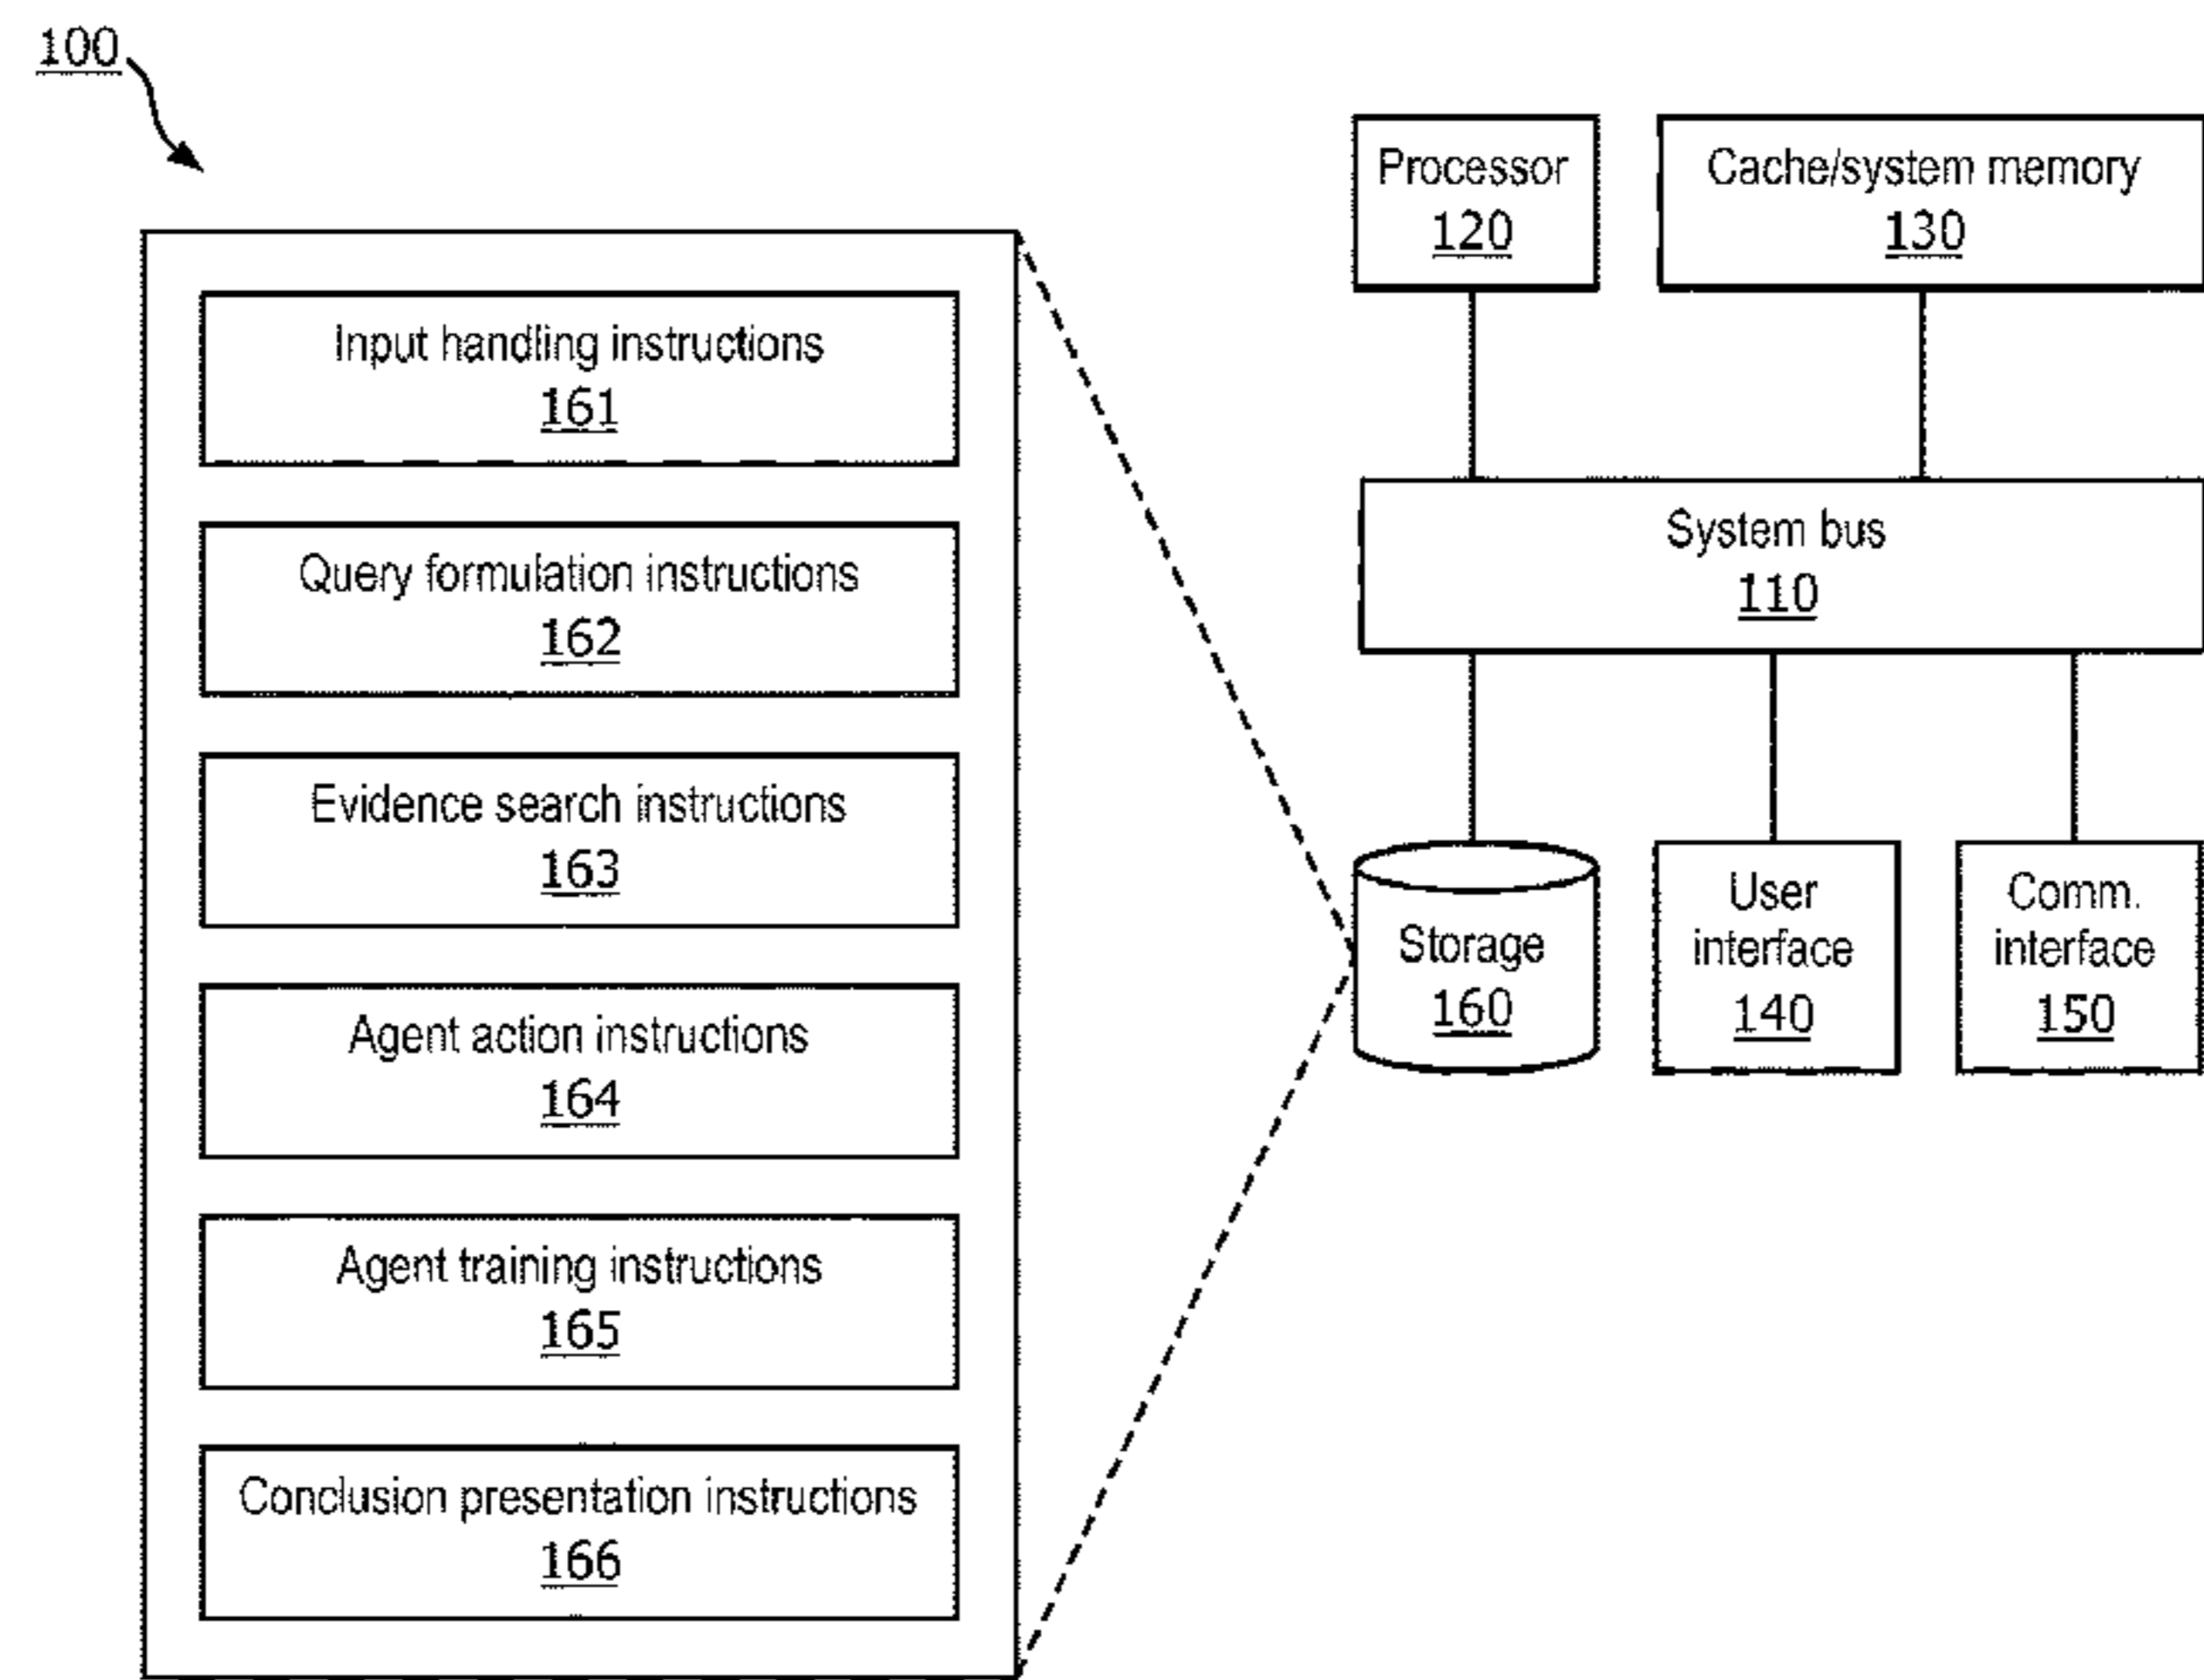 100
Input handling instructions
161
Query formulation instructions
162
Evidence search instructions
163
Agent action instructions
164
Agent training instructions
165
Conclusion presentation instructions
166
Processor
120
Cache/system memory
130
System bus
110
Storage
160
User
interface
140
Comm.
interface
150